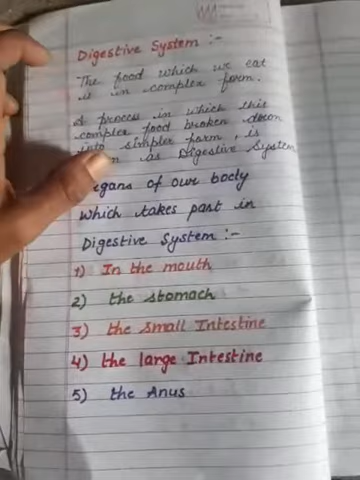 Digestive System :-
The food which we eat
is in complex form.
A process in which this
complex food broken down
into simpler form, is
as Digestive System
of our body
which takes part in
Digestive System :-
1) In the mouth
2) the stomach
3) the small Intestine
4) the large Intestine
5) the Anus